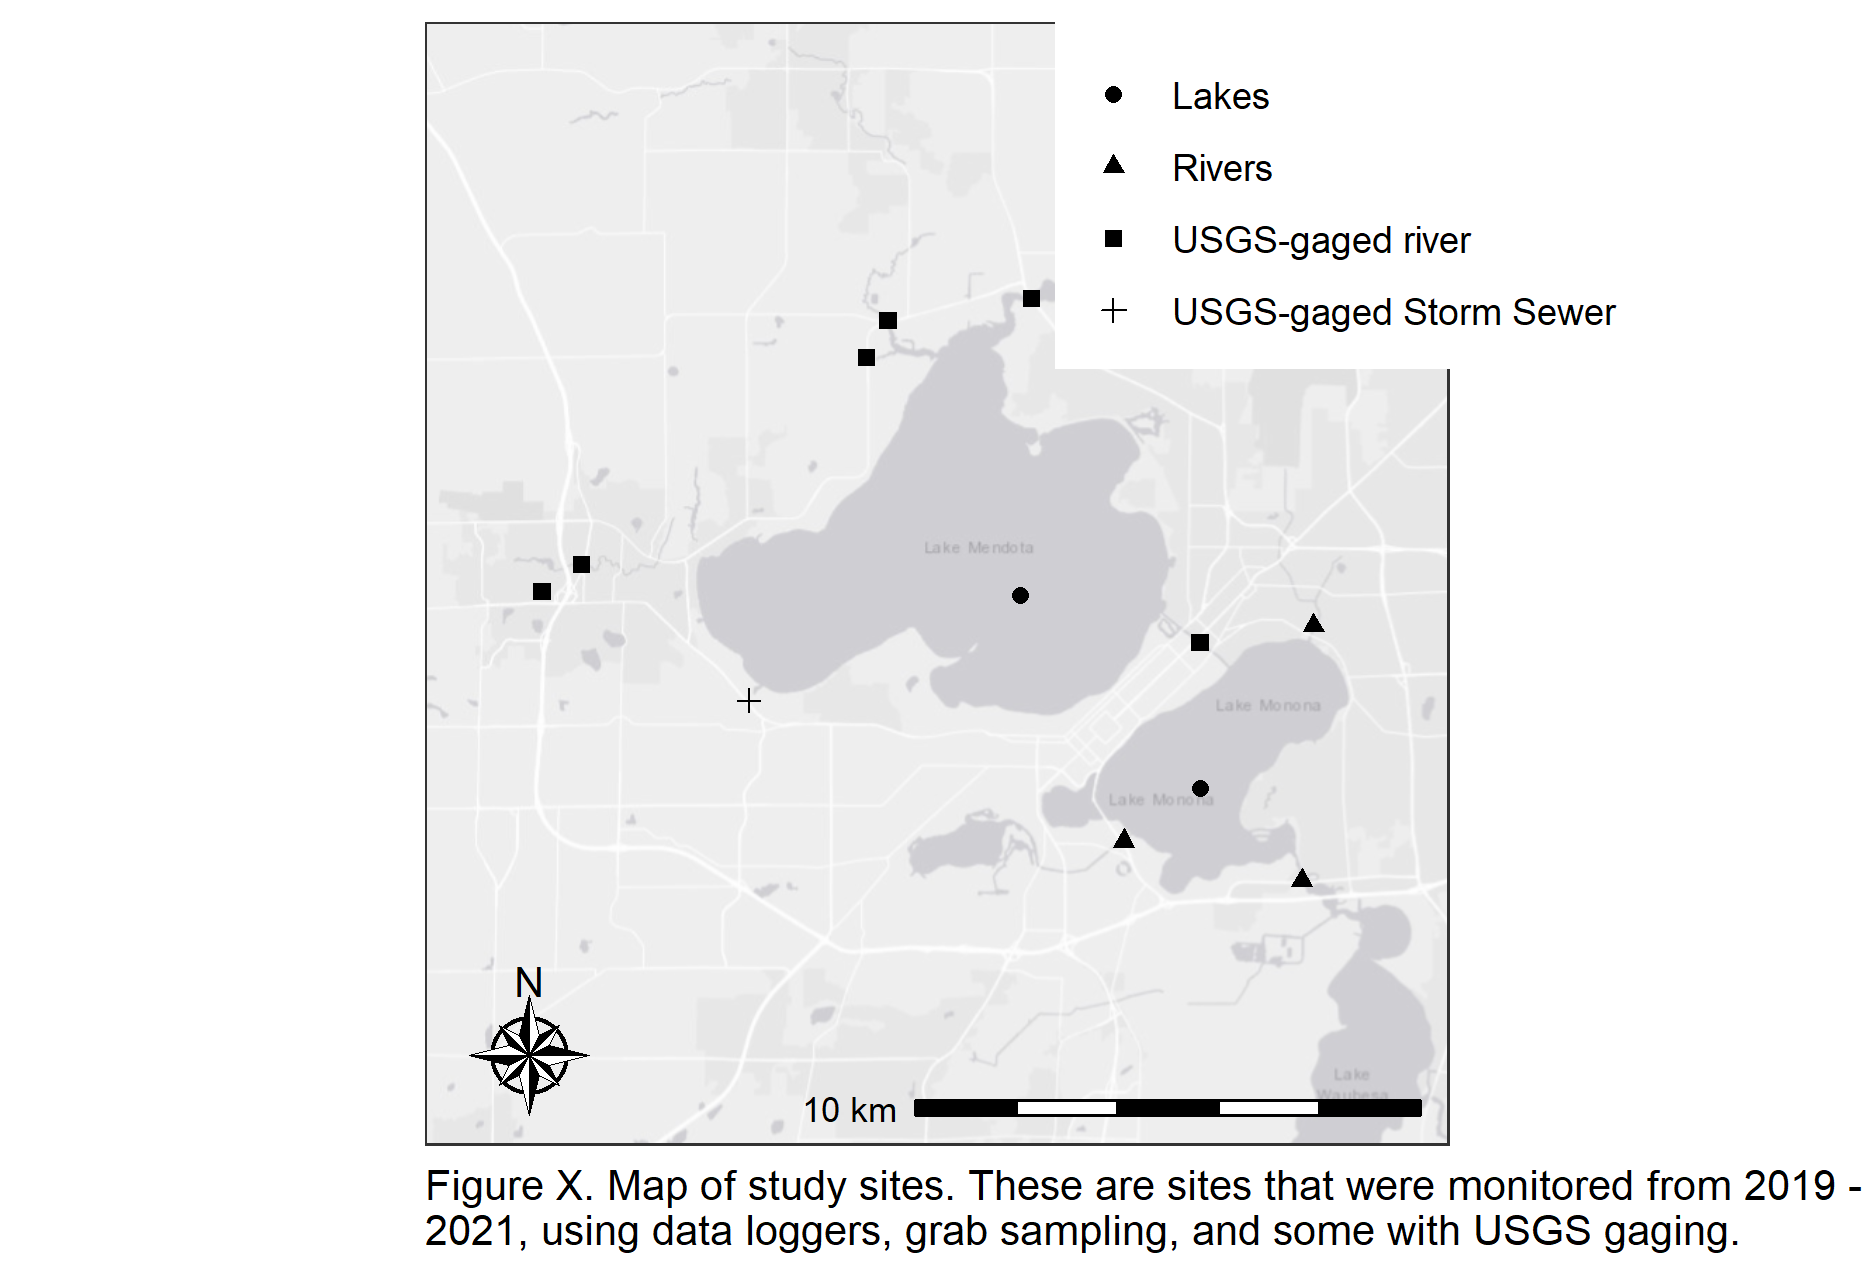 Lakes
Rivers
USGS-gaged river
USGS-gaged Storm Sewer
Lake Mendota
Lake Monona
Lake Monona
N
Lake
Waubesa
10 km
Figure X. Map of study sites. These are sites that were monitored from 2019 -
2021, using data loggers, grab sampling, and some with USGS gaging.